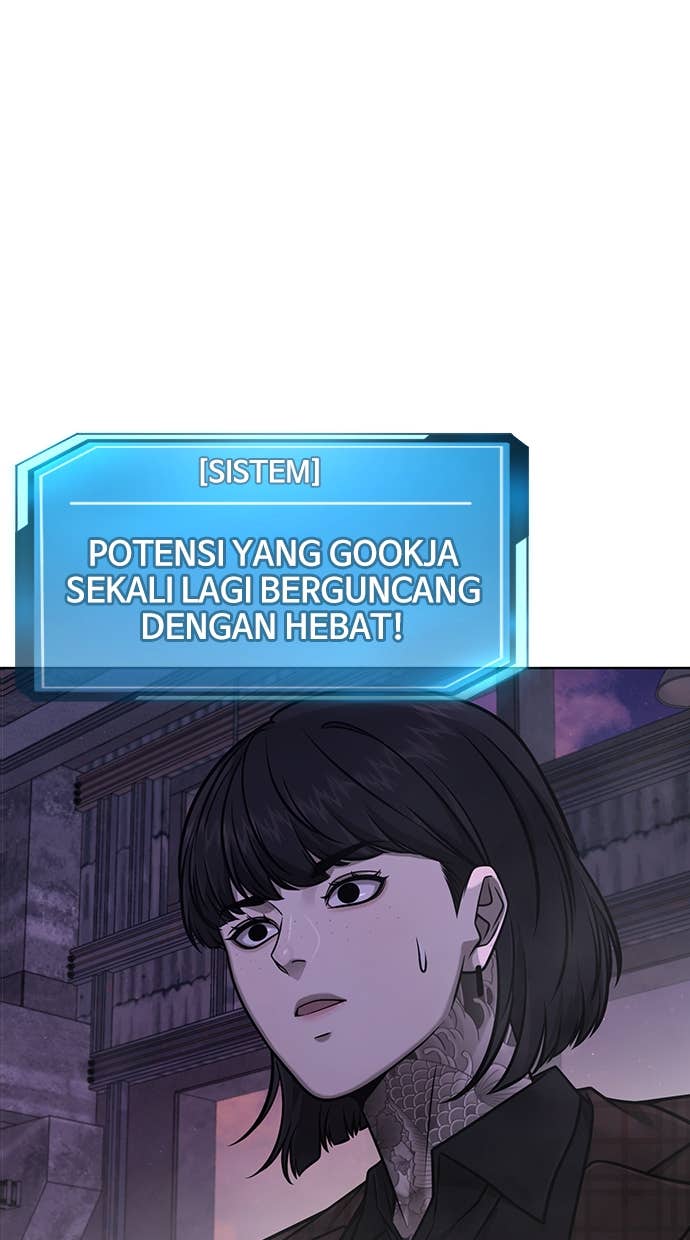 [SISTEM]
POTENSI YANG GOOKJA
SEKALI LAGI BERGUNCANG
DENGAN HEBAT!